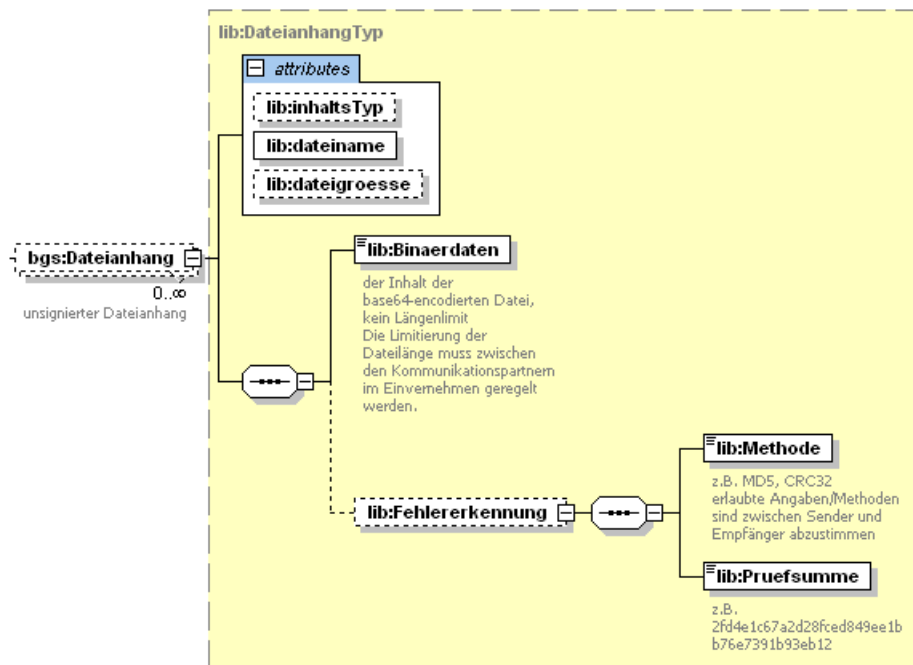 lib:DateianhangTyp
attributes
lib:inhaltsTyp
lib:dateiname
lib:dateigroesse
bgs:Dateianhang
0..∞
unsignierter Dateianhang
lib:Binaerdaten
der Inhalt der
base64-encodierten Datei,
kein Längenlimit
Die Limitierung der
Dateilänge muss zwischen
den Kommunikationspartnern
im Einvernehmen geregelt
werden.
lib:Fehlererkennung
lib:Methode
z.B. MD5, CRC32
erlaubte Angaben/Methoden
sind zwischen Sender und
Empfänger abzustimmen
lib:Pruefsumme
z.B.
2fd4e1c67a2d28fced849ee1b
b76e7391b93eb12